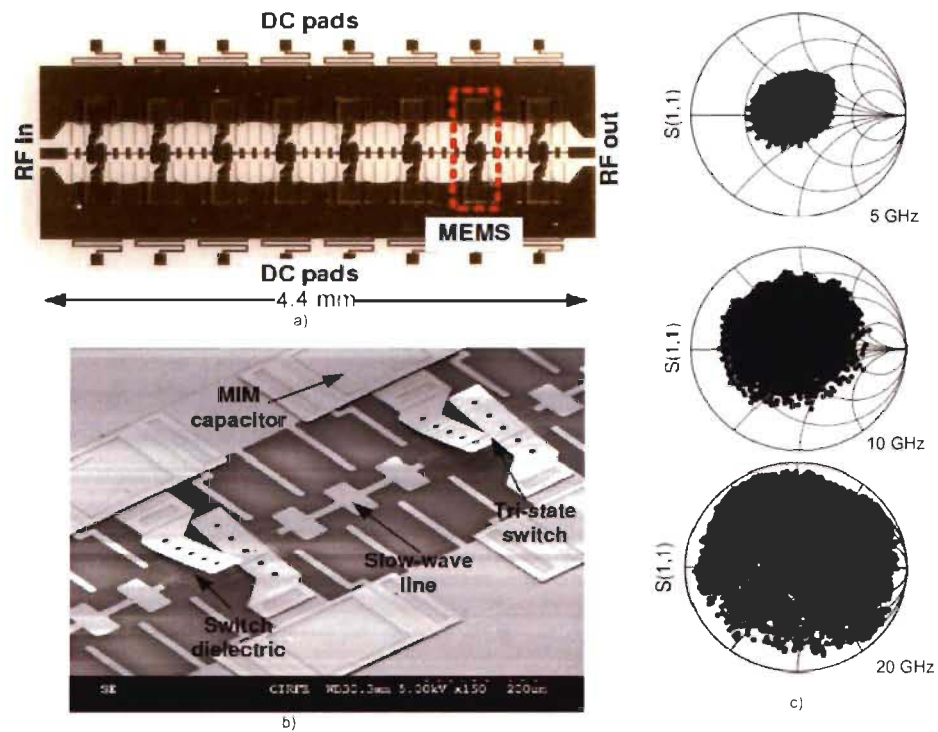 DC pads
RF in
RF out
MEMS
DC pads
4.4 mm
a)
MIM
capacitor
Tri-state
switch
Slow-wave
line
Switch
dielectric
SE
CIRFE WD30.3mm 5.00kV x150 200um
b)
S(1,1)
5 GHz
S(1,1)
10 GHz
S(1,1)
20 GHz
c)